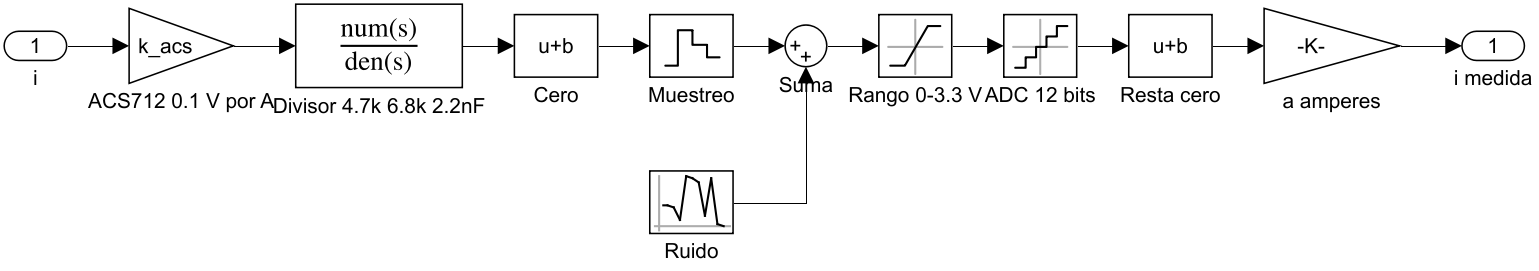 1
i
k_acs
ACS712 0.1 V por A
num(s)
den(s)
Divisor 4.7k 6.8k 2.2nF
u+b
Cero
Muestreo
Suma
Rango 0-3.3 V
ADC 12 bits
u+b
Resta cero
-K-
a amperes
1
i medida
Ruido